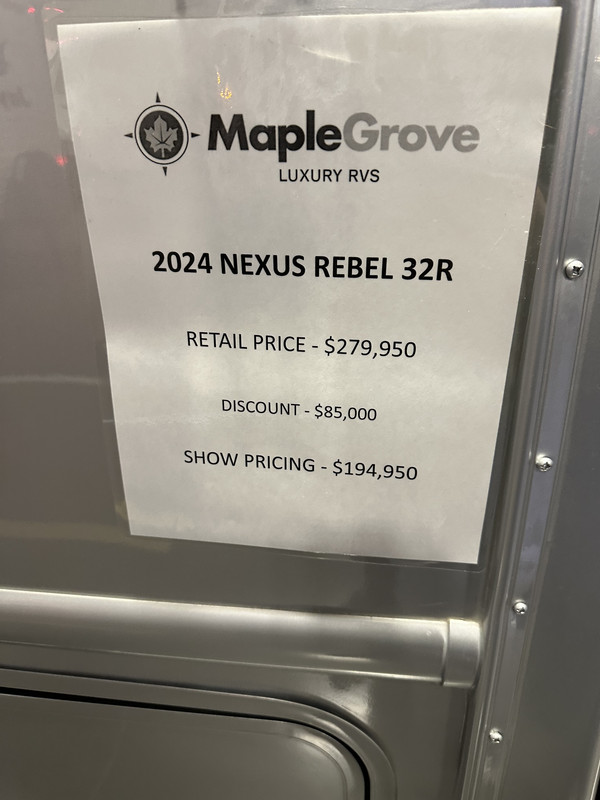 MapleGrove
LUXURY RVS
2024 NEXUS REBEL 32R
RETAIL PRICE - $279,950
DISCOUNT - $85,000
SHOW PRICING - $194,950